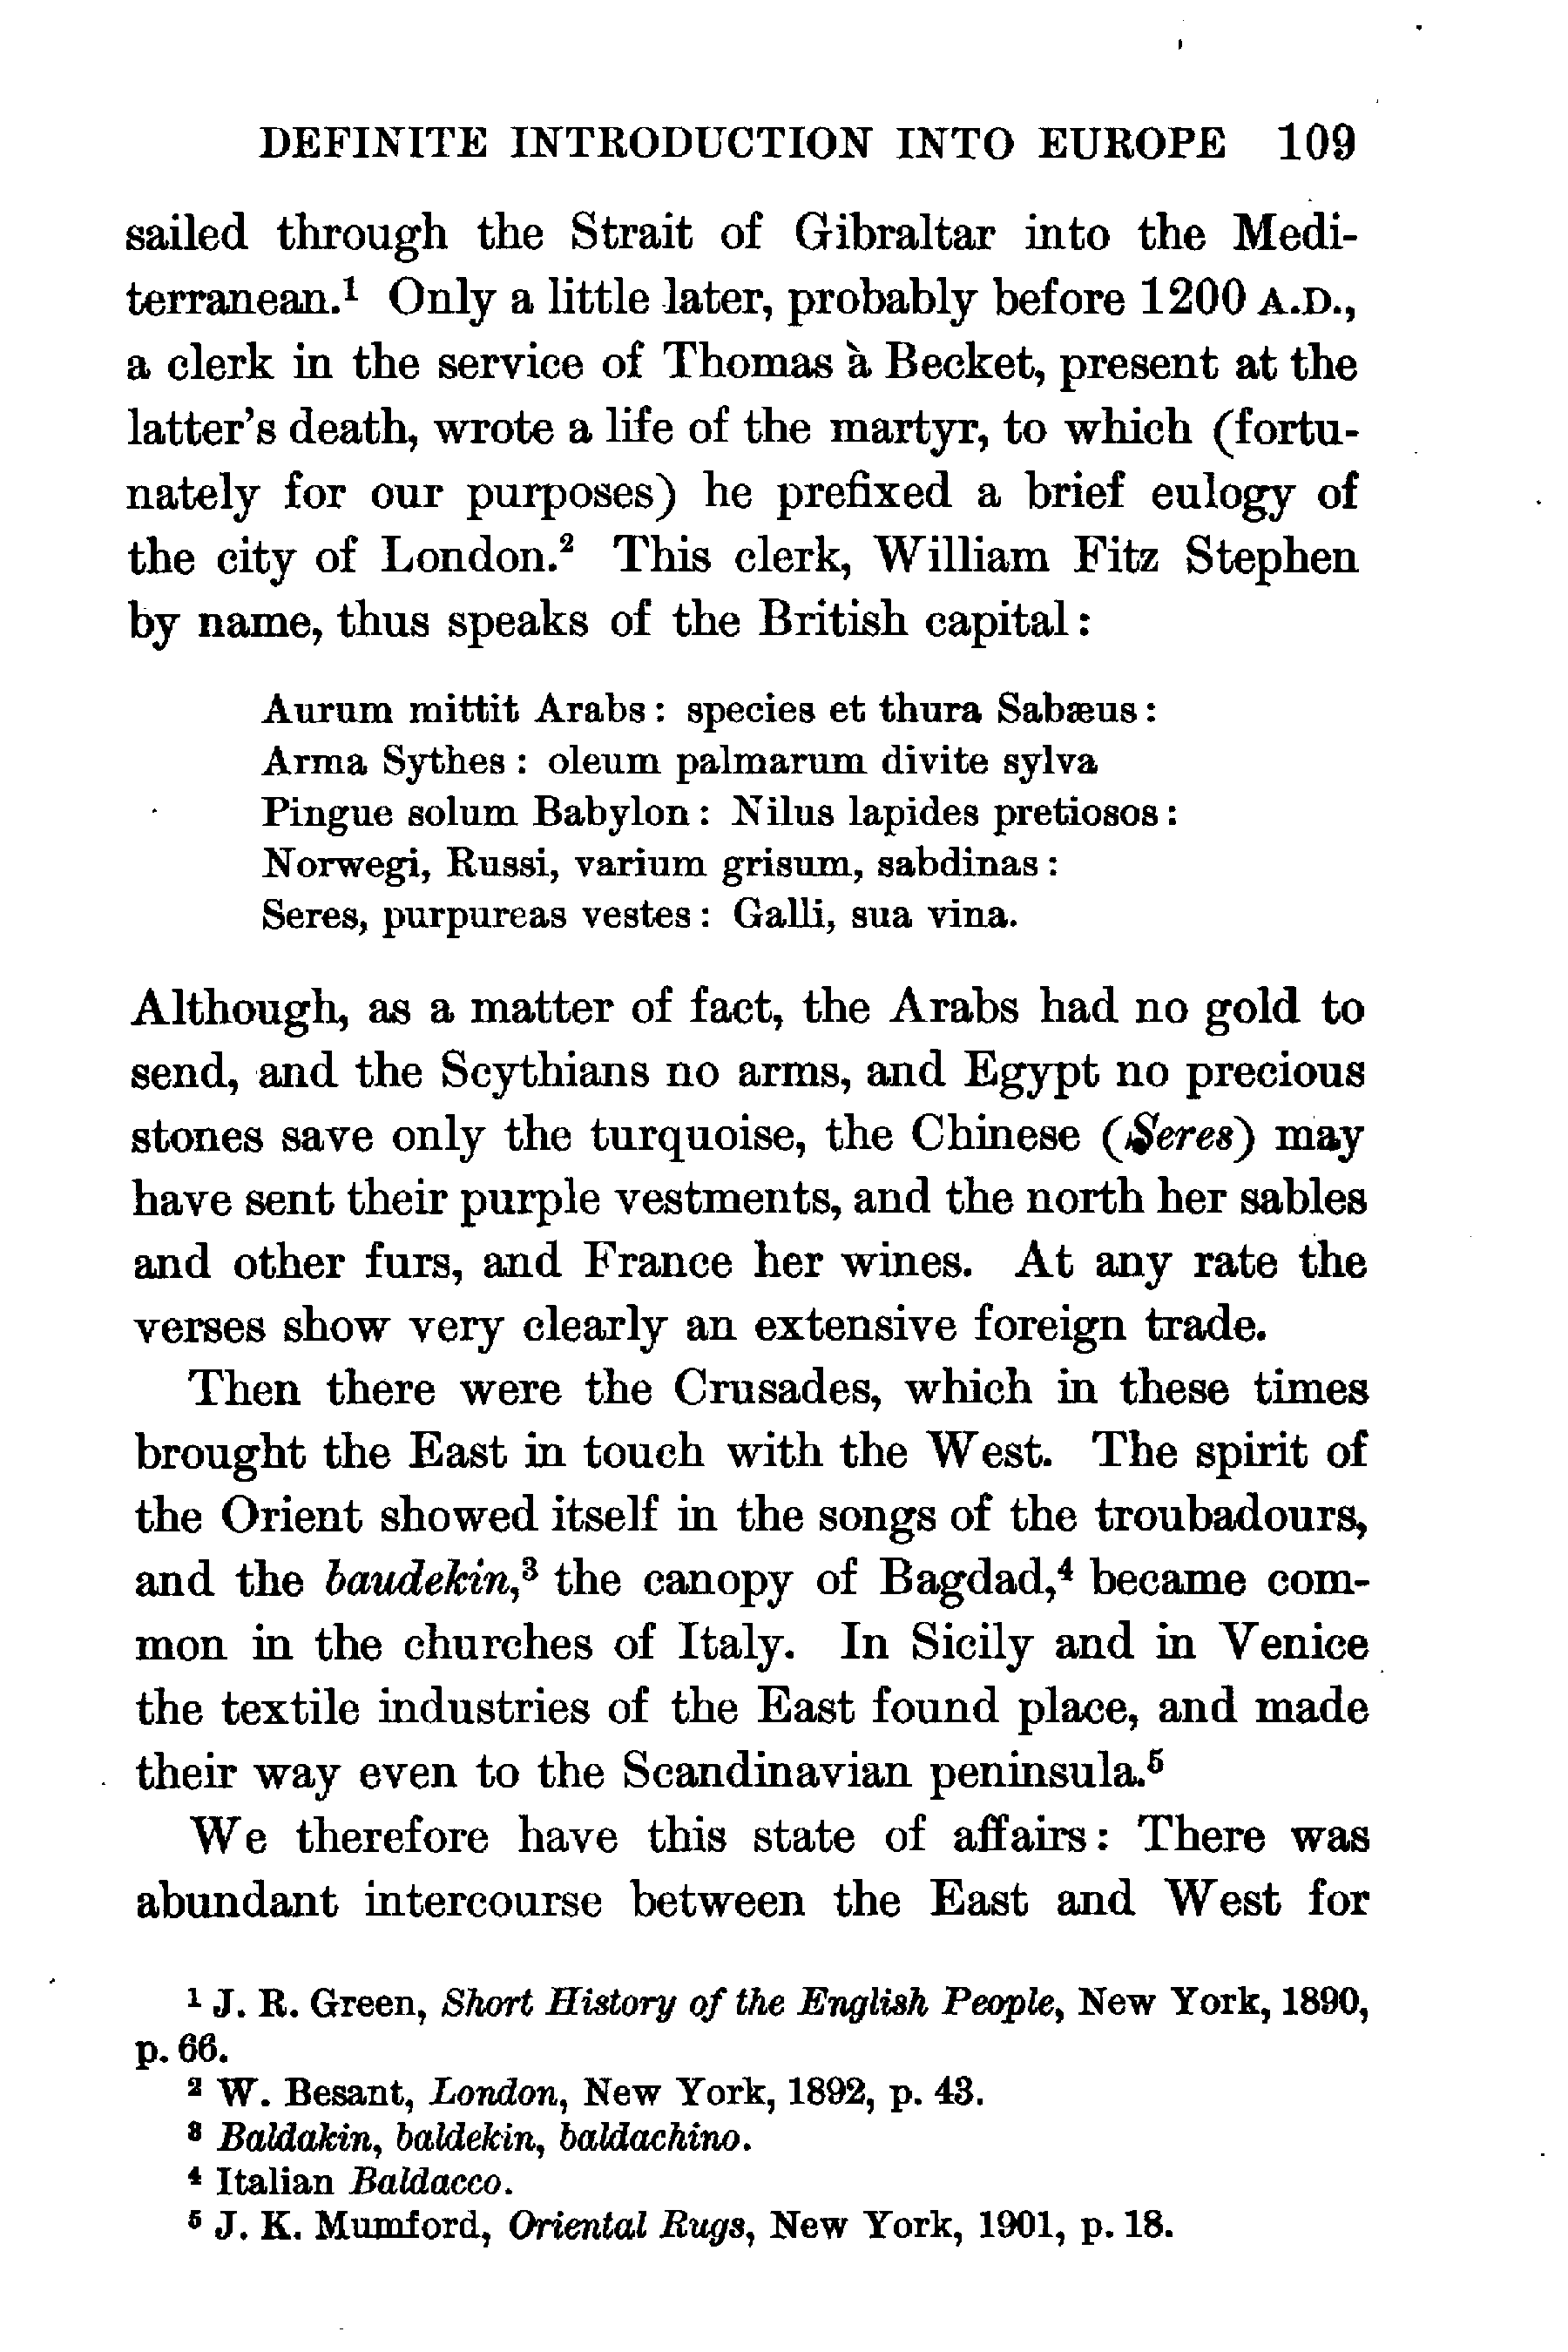 DEFINITE INTRODUCTION INTO EUROPE 109
sailed through the Strait of Gibraltar into the Medi-
terranean.¹ Only a little later, probably before 1200 A.D.,
a clerk in the service of Thomas à Becket, present at the
latter's death, wrote a life of the martyr, to which (fortu-
nately for our purposes) he prefixed a brief eulogy of
the city of London.² This clerk, William Fitz Stephen
by name, thus speaks of the British capital:
Aurum mittit Arabs: species et thura Sabæus:
Arma Sythes: oleum palmarum divite sylva
Pingue solum Babylon: Nilus lapides pretiosos:
Norwegi, Russi, varium grisum, sabdinas:
Seres, purpureas vestes: Galli, sua vina.
Although, as a matter of fact, the Arabs had no gold to
send, and the Scythians no arms, and Egypt no precious
stones save only the turquoise, the Chinese (Seres) may
have sent their purple vestments, and the north her sables
and other furs, and France her wines. At any rate the
verses show very clearly an extensive foreign trade.
Then there were the Crusades, which in these times
brought the East in touch with the West. The spirit of
the Orient showed itself in the songs of the troubadours,
and the baudekin,³ the canopy of Bagdad,⁴ became com-
mon in the churches of Italy. In Sicily and in Venice
the textile industries of the East found place, and made
their way even to the Scandinavian peninsula.⁵
We therefore have this state of affairs: There was
abundant intercourse between the East and West for
¹ J. R. Green, Short History of the English People, New York, 1890,
p. 66.
² W. Besant, London, New York, 1892, p. 43.
³ Baldakin, baldekin, baldachino.
⁴ Italian Baldacco.
⁵ J. K. Mumford, Oriental Rugs, New York, 1901, p. 18.